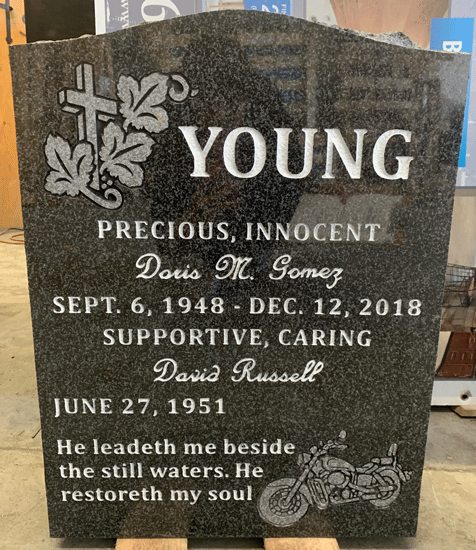 YOUNG
PRECIOUS, INNOCENT
Doris M. Gomez
SEPT. 6, 1948 - DEC. 12, 2018
SUPPORTIVE, CARING
David Russell
JUNE 27, 1951
He leadeth me beside
the still waters. He
restoreth my soul